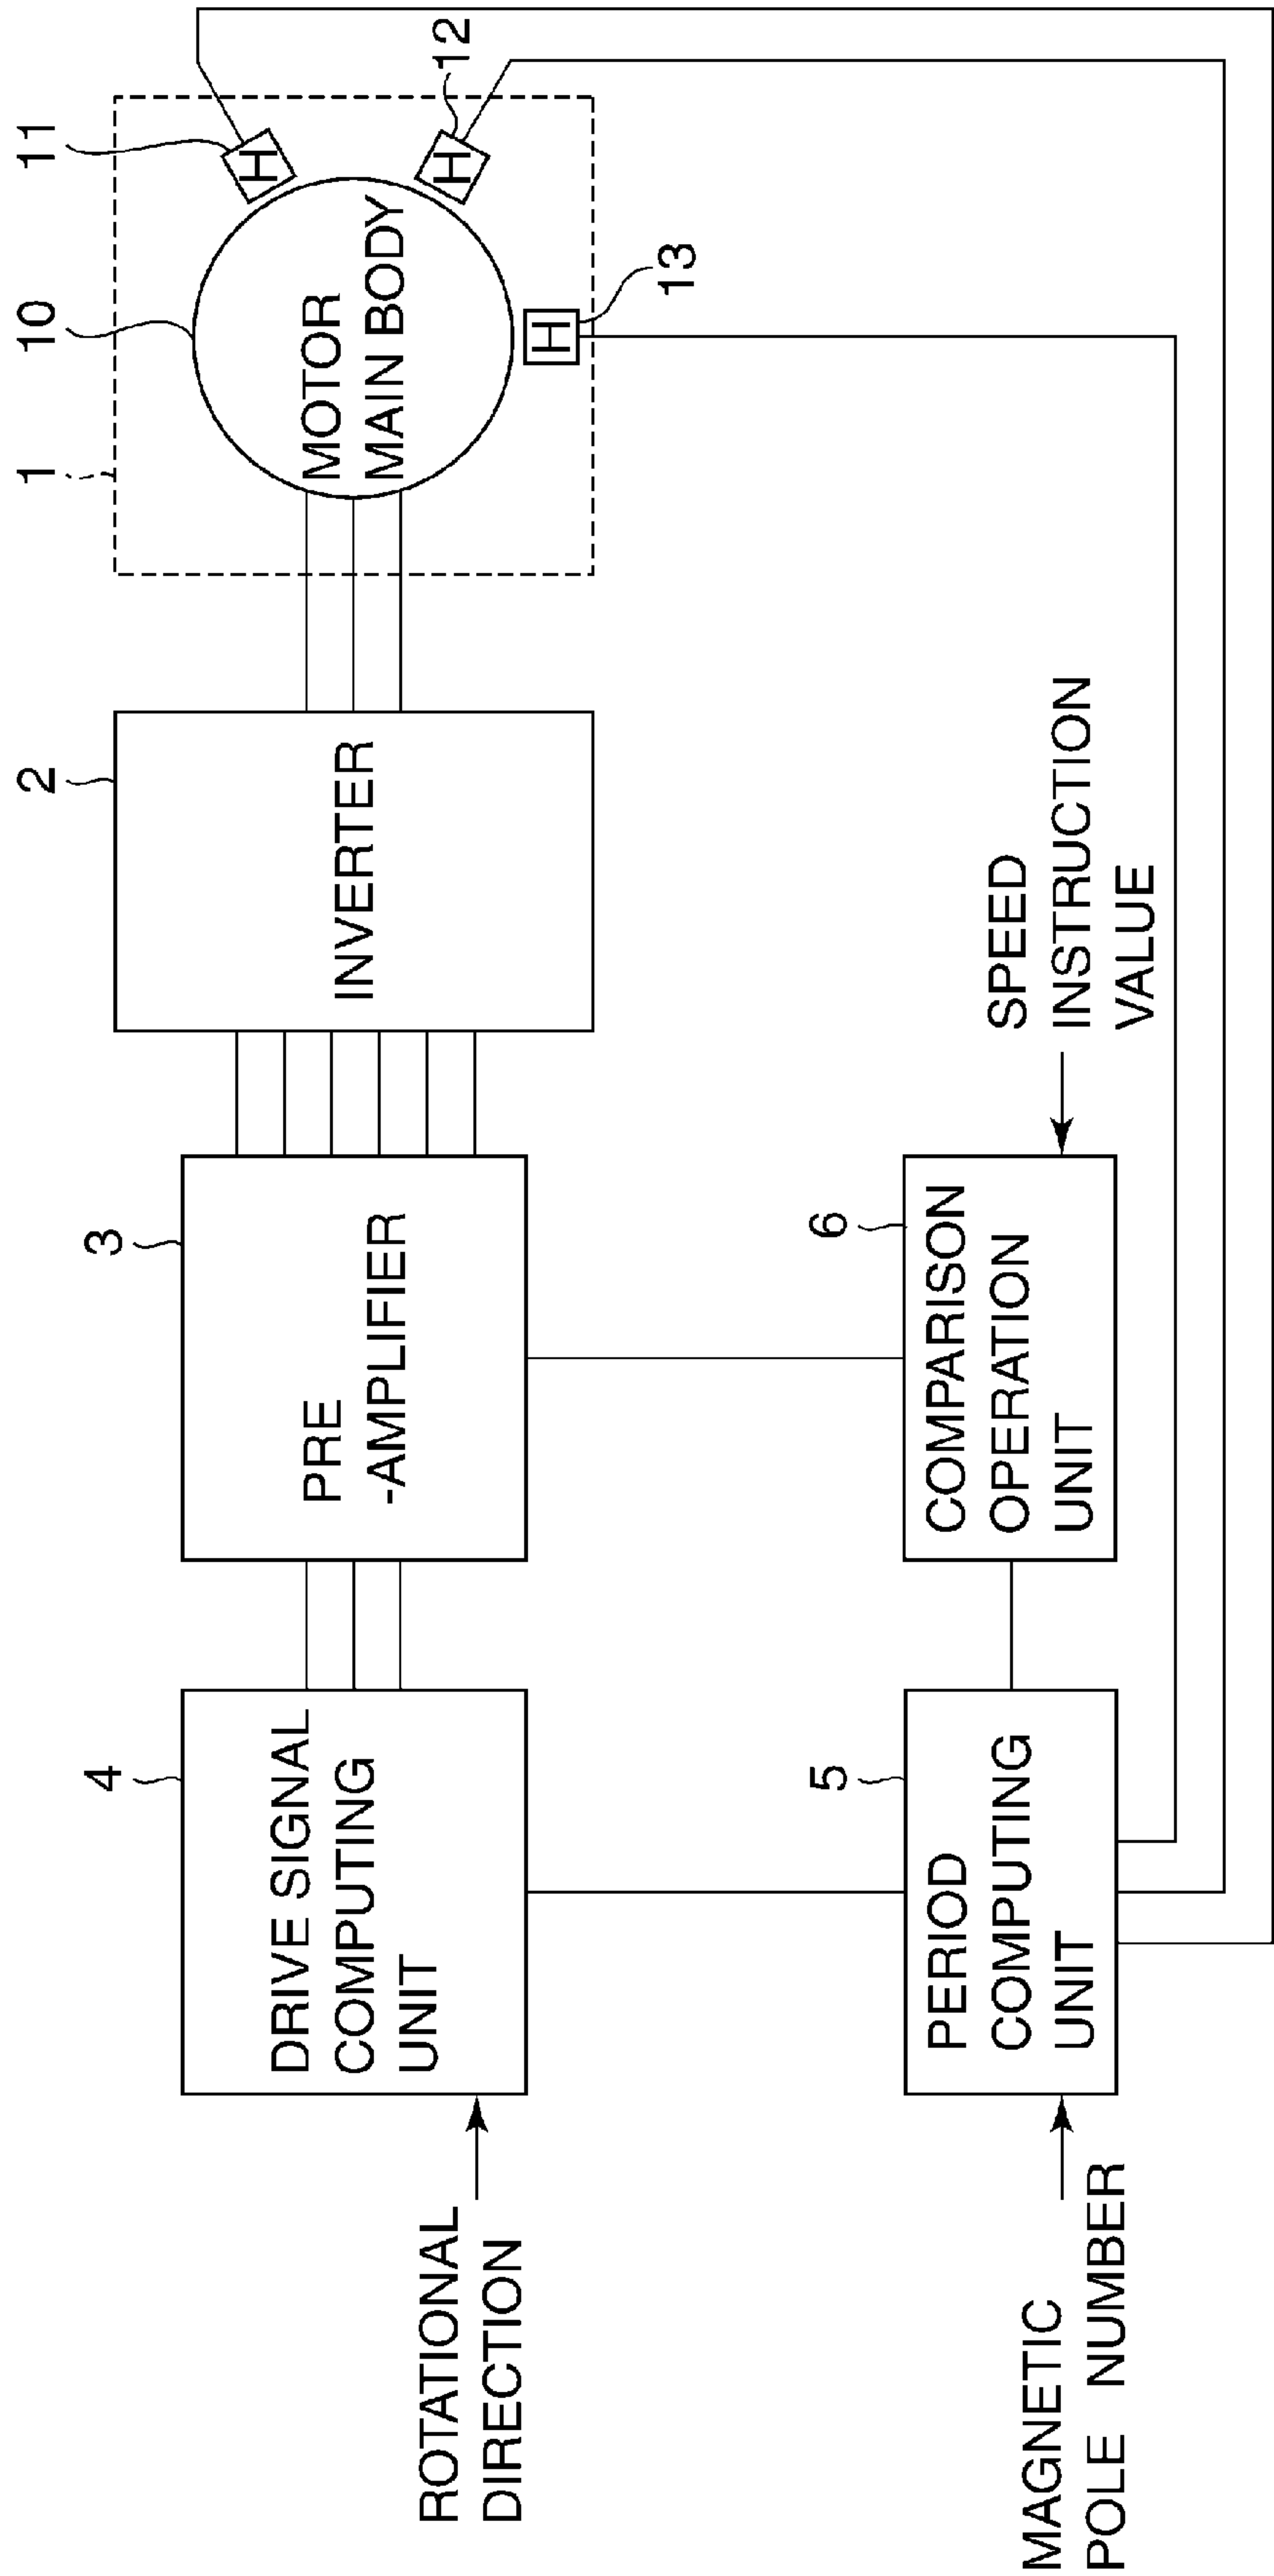 1
10
11
2
3
4
MOTOR
MAIN BODY
H
H
12
H
13
INVERTER
PRE
-AMPLIFIER
DRIVE SIGNAL
COMPUTING
UNIT
ROTATIONAL
DIRECTION
5
6
PERIOD
COMPUTING
UNIT
COMPARISON
OPERATION
UNIT
SPEED
INSTRUCTION
VALUE
MAGNETIC
POLE NUMBER